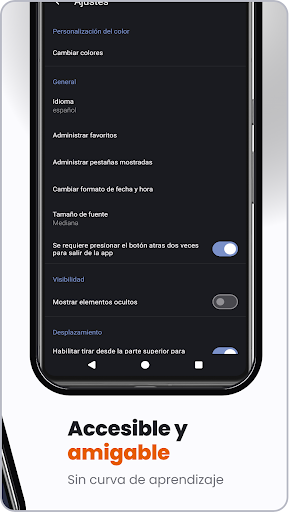 Ajustes
Personalización del color
Cambiar colores
General
Idioma
español
Administrar favoritos
Administrar pestañas mostradas
Cambiar formato de fecha y hora
Tamaño de fuente
Mediana
Se requiere presionar el botón atras dos veces
para salir de la app
Visibilidad
Mostrar elementos ocultos
Desplazamiento
Habilitar tirar desde la parte superior para
Accesible y
amigable
Sin curva de aprendizaje